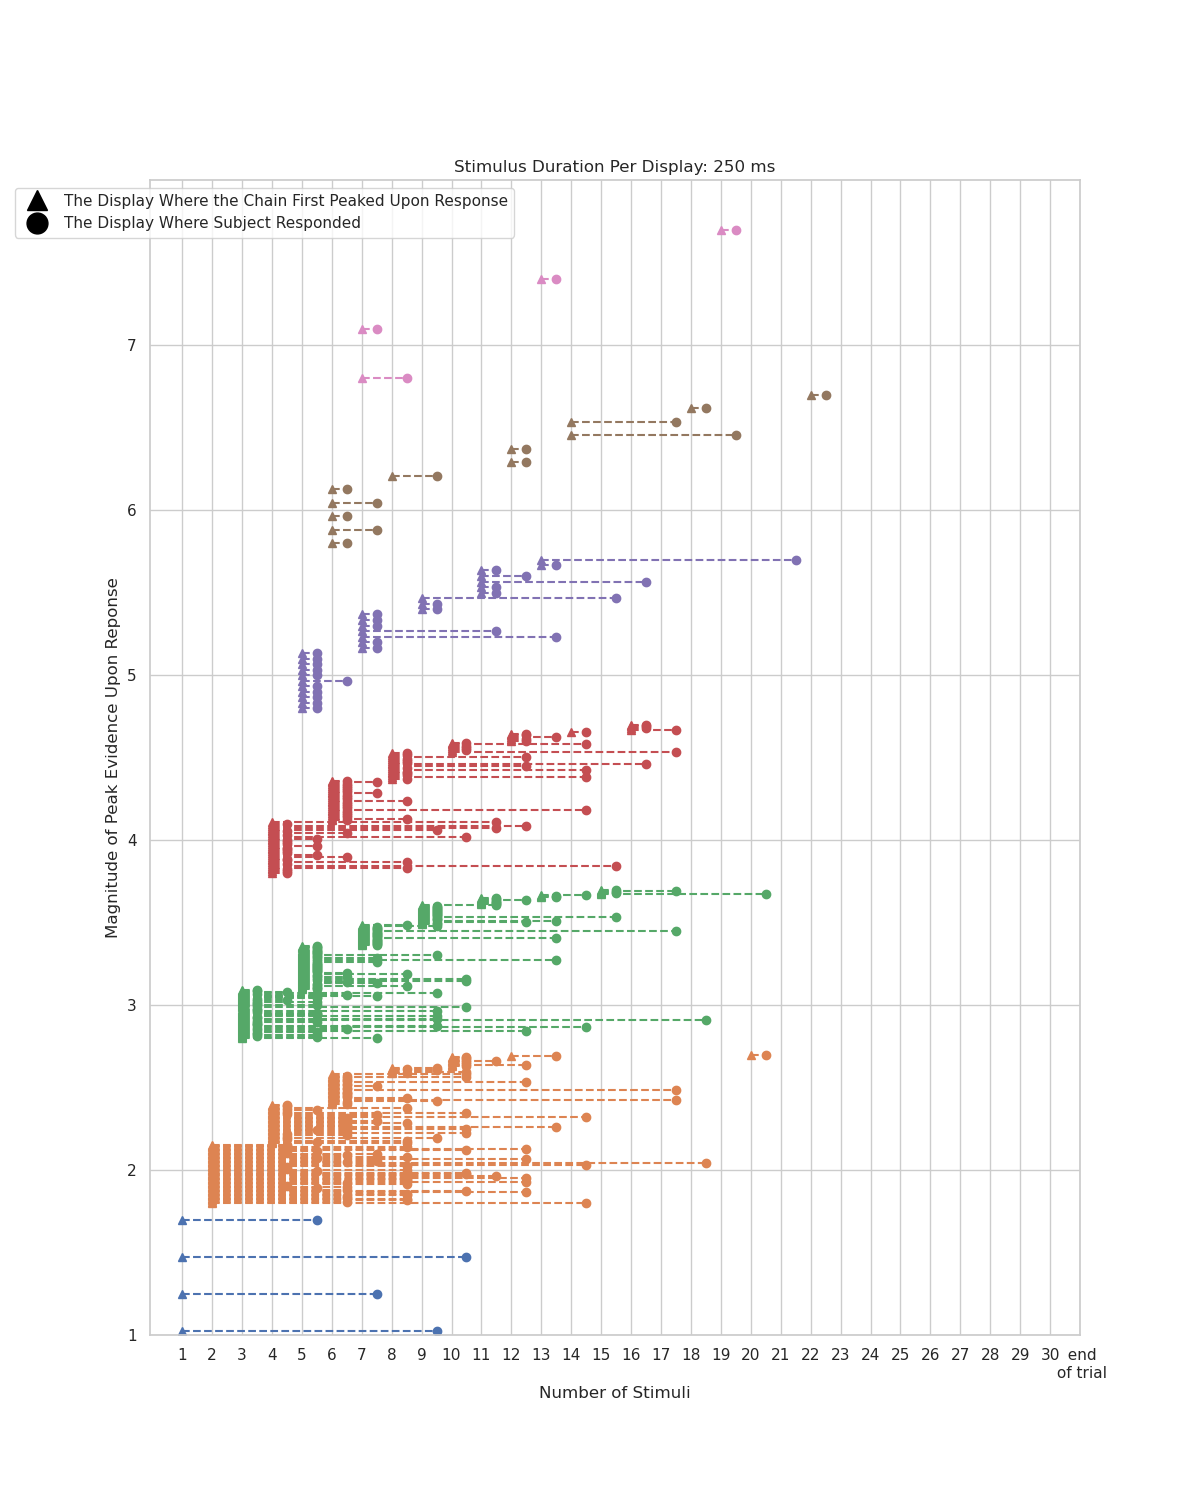 Stimulus Duration Per Display: 250 ms
The Display Where the Chain First Peaked Upon Response
The Display Where Subject Responded
Magnitude of Peak Evidence Upon Reponse
7
6
5
4
3
2
1
1 2 3 4 5 6 7 8 9 10 11 12 13 14 15 16 17 18 19 20 21 22 23 24 25 26 27 28 29 30 end
of trial
Number of Stimuli